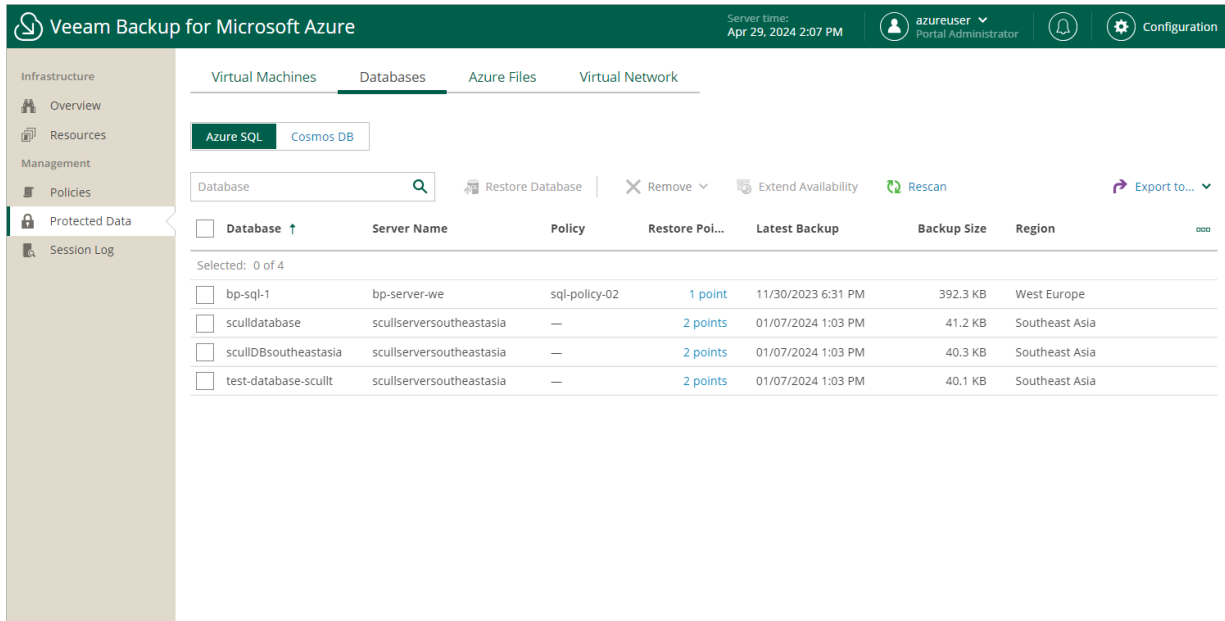 Veeam Backup for Microsoft Azure
Server time:
Apr 29, 2024 2:07 PM
azureuser
Portal Administrator
Configuration
Infrastructure
Overview
Resources
Management
Policies
Protected Data
Session Log
Virtual Machines Databases Azure Files Virtual Network
Azure SQL Cosmos DB
Database Restore Database Remove Extend Availability Rescan Export to...
Database ↑ Server Name Policy Restore Poi... Latest Backup Backup Size Region
Selected: 0 of 4
bp-sql-1 bp-server-we sql-policy-02 1 point 11/30/2023 6:31 PM 392.3 KB West Europe
sculldatabase scullserversoutheastasia — 2 points 01/07/2024 1:03 PM 41.2 KB Southeast Asia
scullDBsoutheastasia scullserversoutheastasia — 2 points 01/07/2024 1:03 PM 40.3 KB Southeast Asia
test-database-scullt scullserversoutheastasia — 2 points 01/07/2024 1:03 PM 40.1 KB Southeast Asia